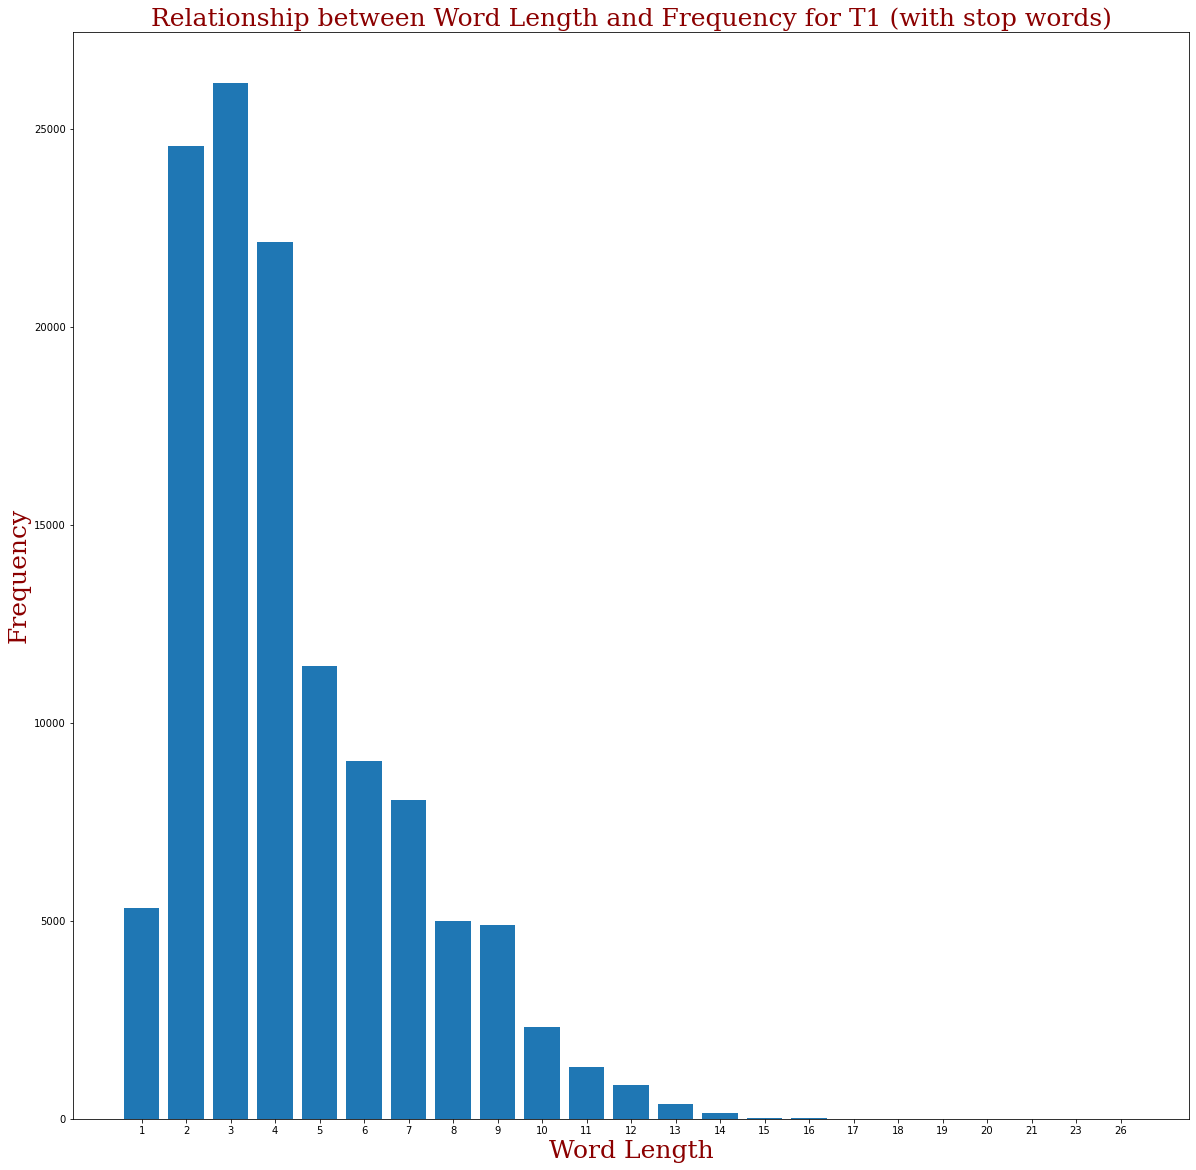 Relationship between Word Length and Frequency for T1 (with stop words)
25000
20000
15000
10000
5000
0
Frequency
1 2 3 4 5 6 7 8 9 10 11 12 13 14 15 16 17 18 19 20 21 23 26
Word Length